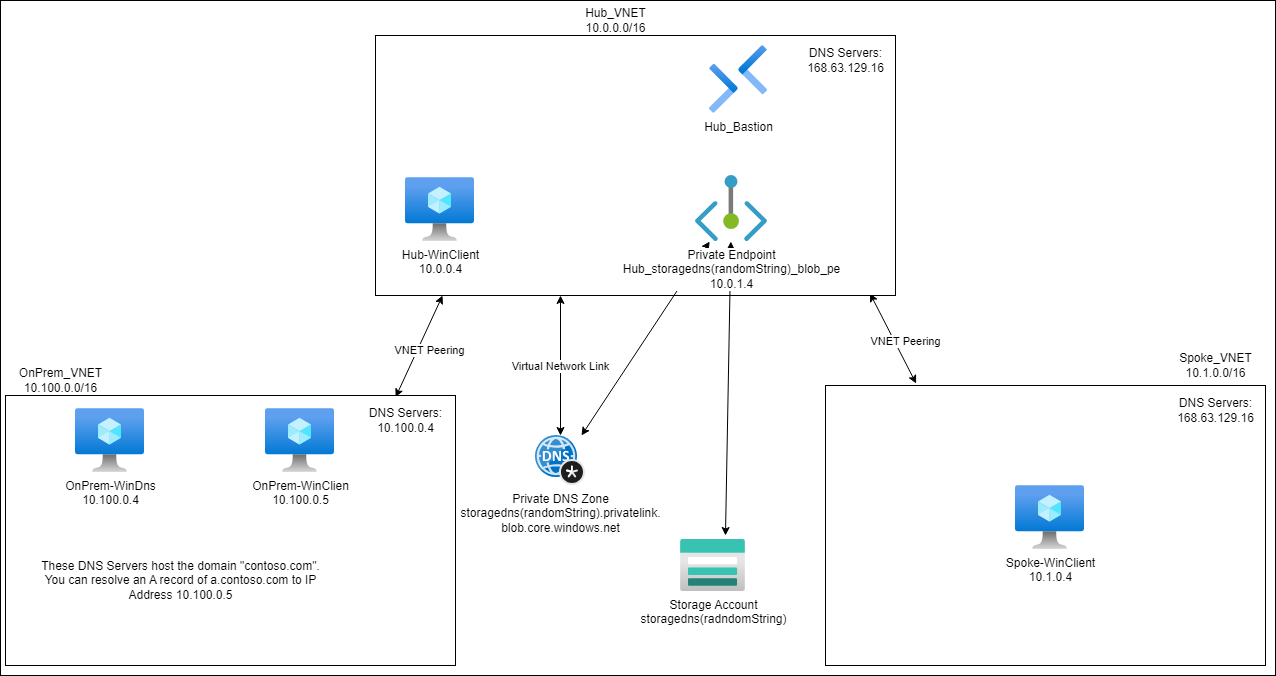 Hub_VNET
10.0.0.0/16
DNS Servers:
168.63.129.16
Hub_Bastion
Hub-WinClient
10.0.0.4
Private Endpoint
Hub_storagedns(randomString)_blob_pe
10.0.1.4
VNET Peering
VNET Peering
Virtual Network Link
OnPrem_VNET
10.100.0.0/16
DNS Servers:
10.100.0.4
OnPrem-WinDns
10.100.0.4
OnPrem-WinClien
10.100.0.5
These DNS Servers host the domain "contoso.com".
You can resolve an A record of a.contoso.com to IP
Address 10.100.0.5
DNS
Private DNS Zone
storagedns(randomString).privatelink.
blob.core.windows.net
Storage Account
storagedns(radndomString)
Spoke_VNET
10.1.0.0/16
DNS Servers:
168.63.129.16
Spoke-WinClient
10.1.0.4